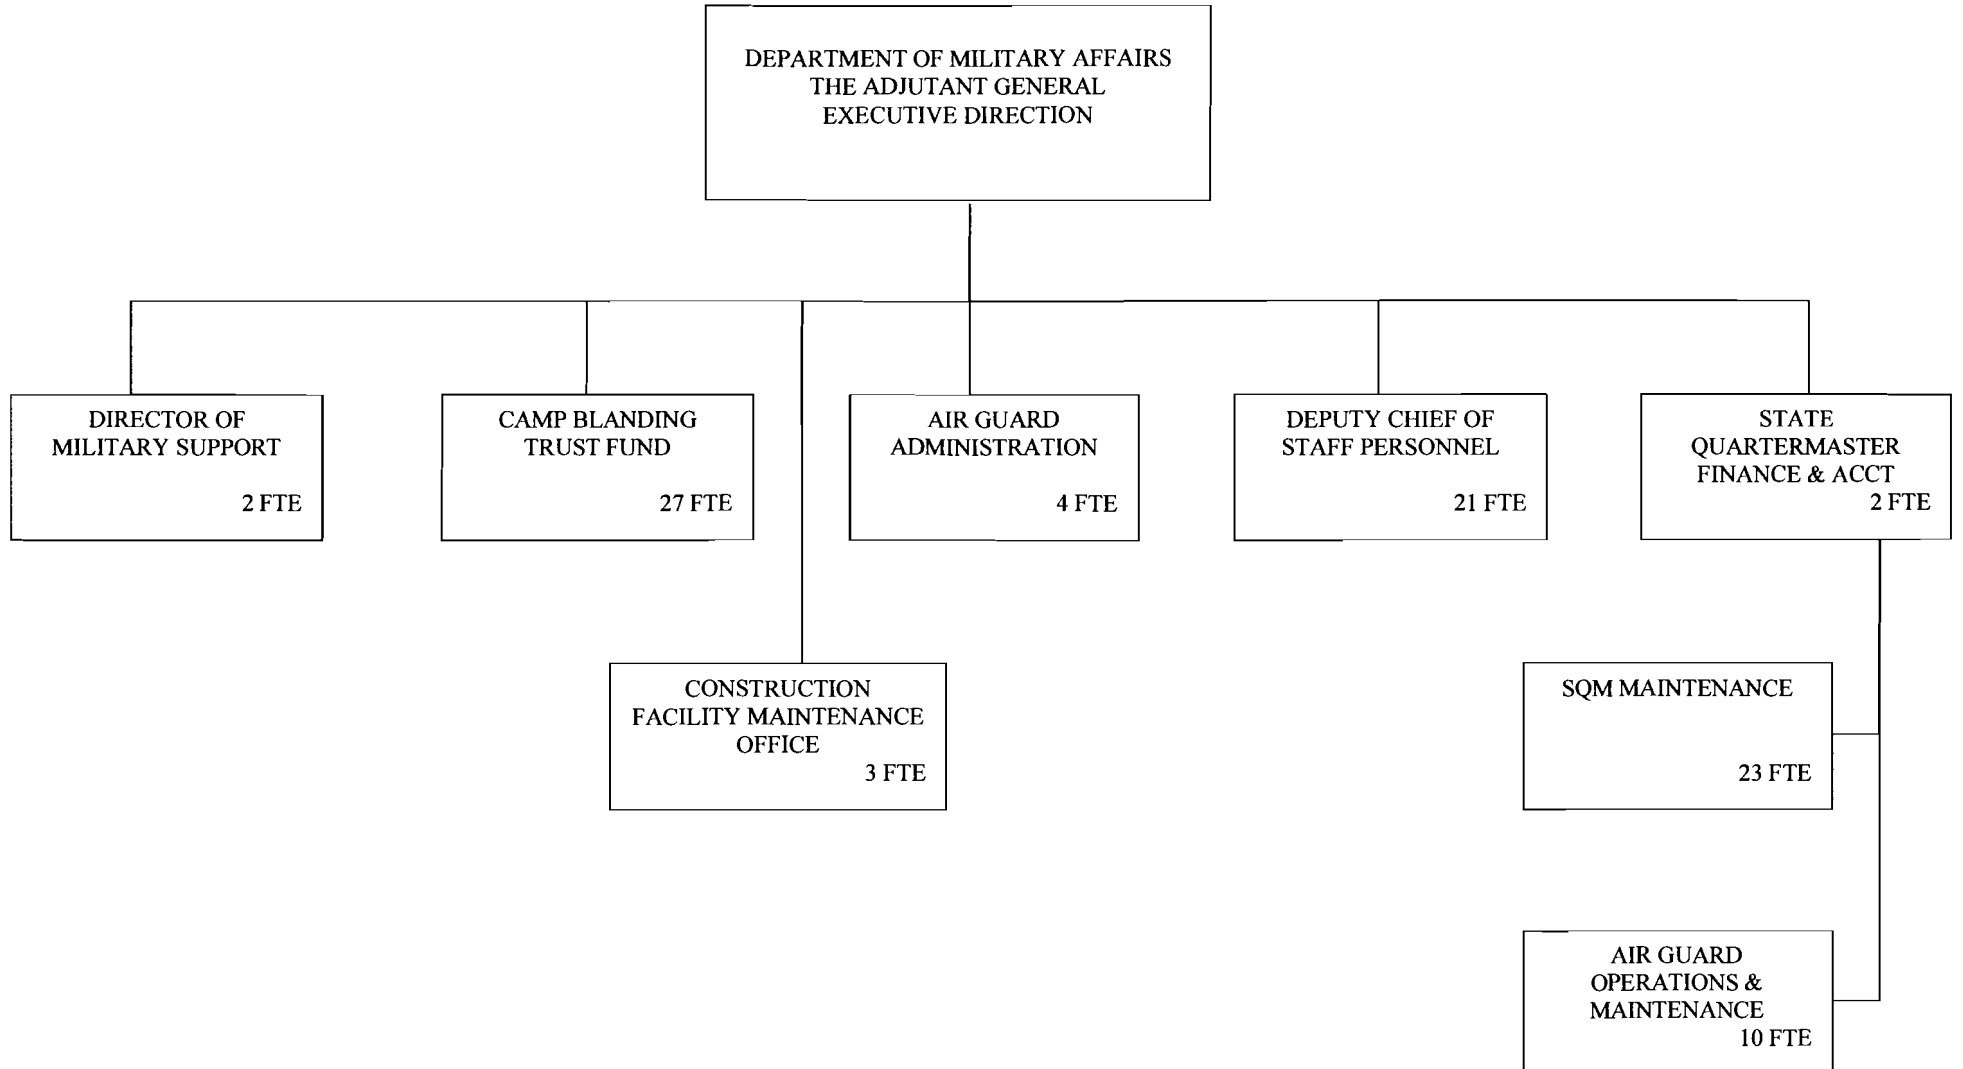 DEPARTMENT OF MILITARY AFFAIRS
THE ADJUTANT GENERAL
EXECUTIVE DIRECTION
DIRECTOR OF
MILITARY SUPPORT
2 FTE
CAMP BLANDING
TRUST FUND
27 FTE
AIR GUARD
ADMINISTRATION
4 FTE
DEPUTY CHIEF OF
STAFF PERSONNEL
21 FTE
STATE
QUARTERMASTER
FINANCE & ACCT
2 FTE
CONSTRUCTION
FACILITY MAINTENANCE
OFFICE
3 FTE
SQM MAINTENANCE
23 FTE
AIR GUARD
OPERATIONS &
MAINTENANCE
10 FTE